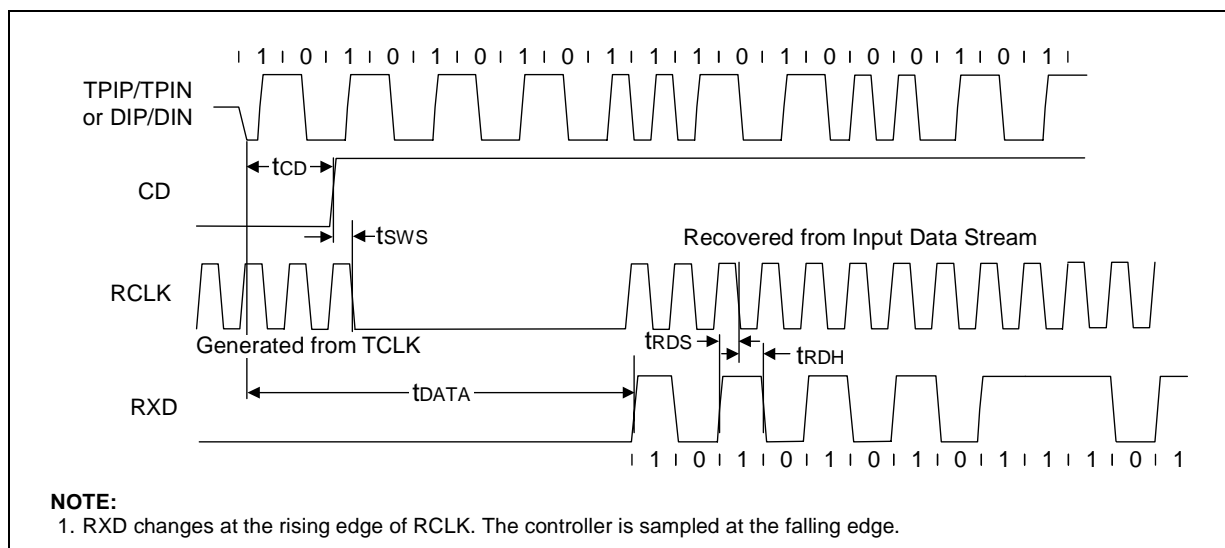 1 0 1 0 1 0 1 0 1 1 1 0 1 0 0 0 1 0 1
TPIP/TPIN
or DIP/DIN
tCD
CD
tSWS
Recovered from Input Data Stream
RCLK
Generated from TCLK
tRDS
tRDH
tDATA
RXD
1 0 1 0 1 0 1 0 1 1 1 0 1
NOTE:
1. RXD changes at the rising edge of RCLK. The controller is sampled at the falling edge.